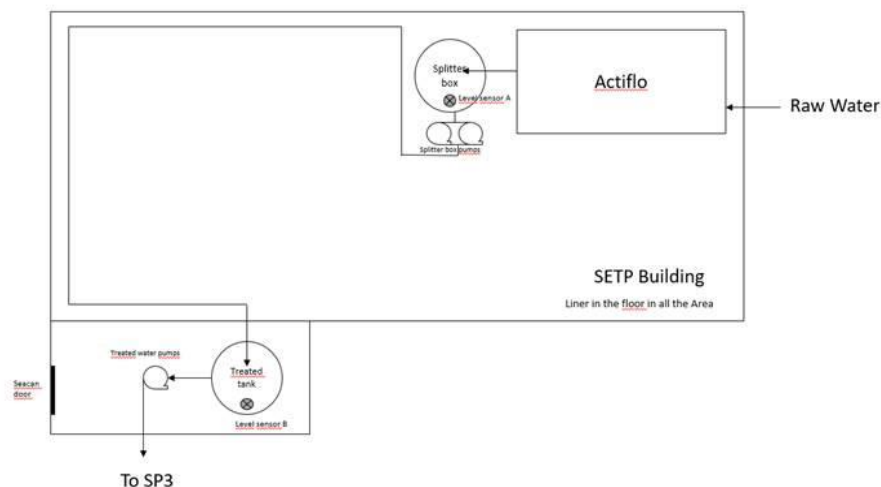 Splitter
box
Level sensor A
Splitter box pumps
Actiflo
Raw Water
SETP Building
Liner in the floor in all the Area
Treated water pumps
Seacan
door
Treated
tank
Level sensor B
To SP3